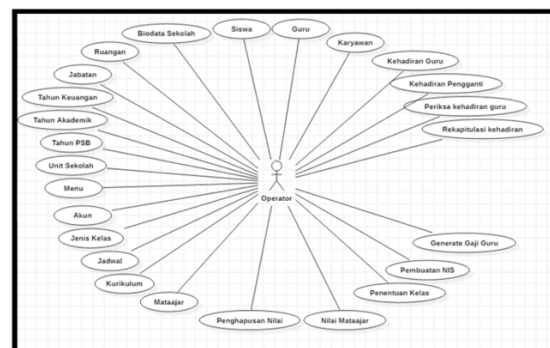 Siswa
Guru
Biodata Sekolah
Karyawan
Ruangan
Kehadiran Guru
Jabatan
Kehadiran Pengganti
Tahun Keuangan
Periksa kehadiran guru
Tahun Akademik
Rekapitulasi kehadiran
Tahun PSB
Unit Sekolah
Menu
Operator
Akun
Jenis Kelas
Generate Gaji Guru
Jadwal
Pembuatan NIS
Kurikulum
Penentuan Kelas
Mataajar
Penghapusan Nilai
Nilai Mataajar